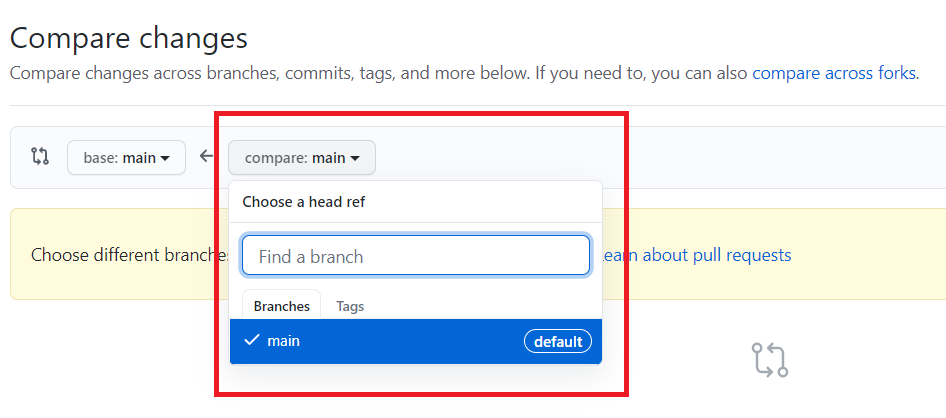 Compare changes
Compare changes across branches, commits, tags, and more below. If you need to, you can also compare across forks.
base: main
compare: main
Choose a head ref
Find a branch
Choose different branches
learn about pull requests
Branches
Tags
main
default